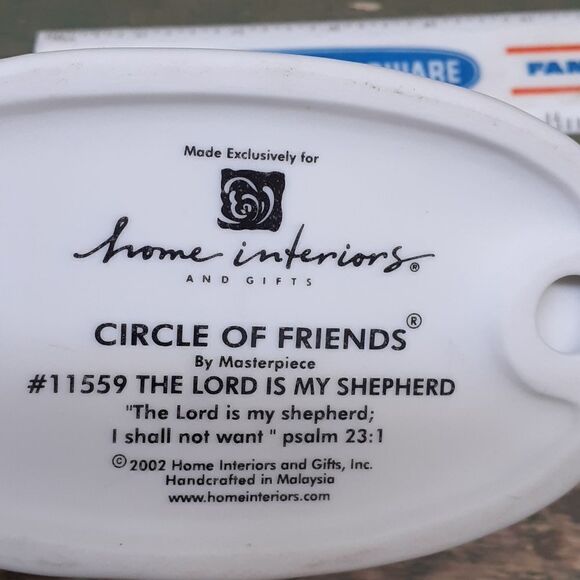 WARE
FAM
Made Exclusively for
home interiors®
AND GIFTS
CIRCLE OF FRIENDS®
By Masterpiece
#11559 THE LORD IS MY SHEPHERD
"The Lord is my shepherd;
I shall not want " psalm 23:1
© 2002 Home Interiors and Gifts, Inc.
Handcrafted in Malaysia
www.homeinteriors.com